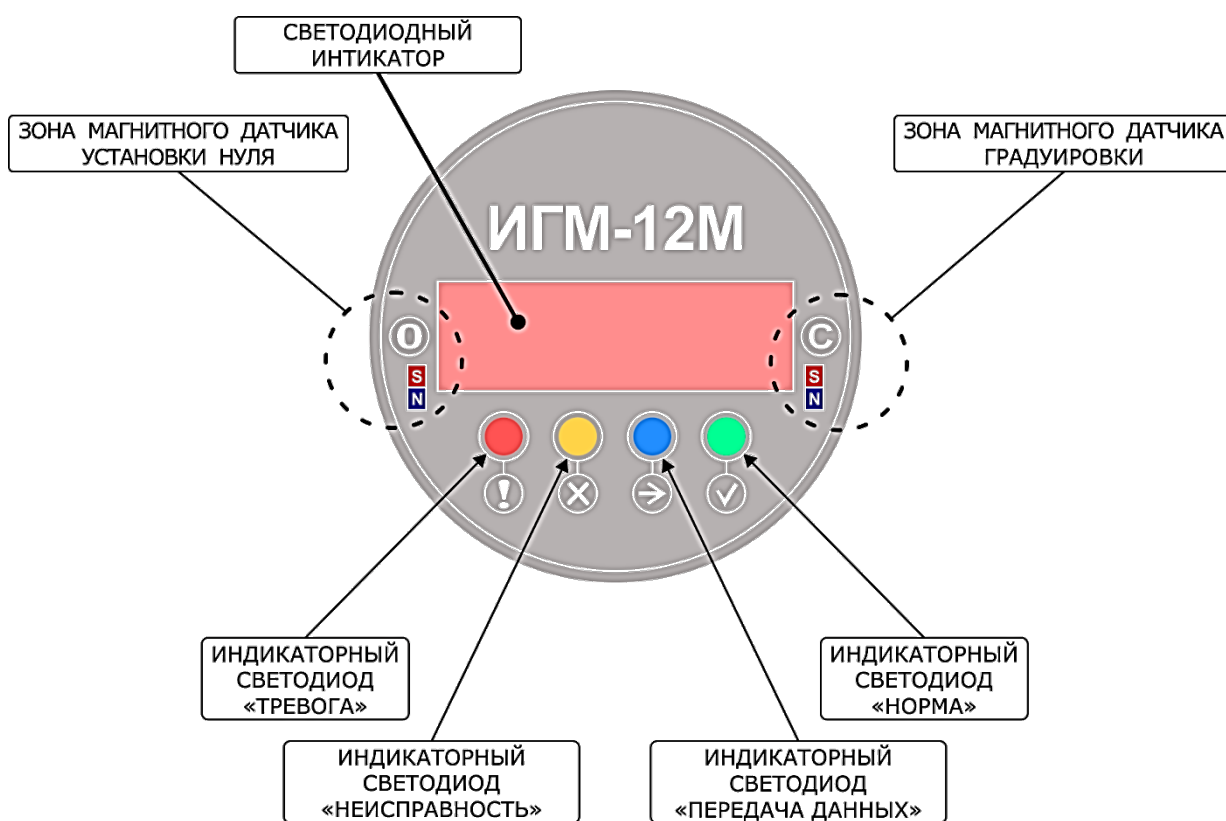 СВЕТОДИОДНЫЙ
ИНТИКАТОР
ЗОНА МАГНИТНОГО ДАТЧИКА
УСТАНОВКИ НУЛЯ
ЗОНА МАГНИТНОГО ДАТЧИКА
ГРАДУИРОВКИ
ИГМ-12М
0
C
S
N
S
N
!
ИНДИКАТОРНЫЙ
СВЕТОДИОД
«ТРЕВОГА»
ИНДИКАТОРНЫЙ
СВЕТОДИОД
«НОРМА»
ИНДИКАТОРНЫЙ
СВЕТОДИОД
«НЕИСПРАВНОСТЬ»
ИНДИКАТОРНЫЙ
СВЕТОДИОД
«ПЕРЕДАЧА ДАННЫХ»